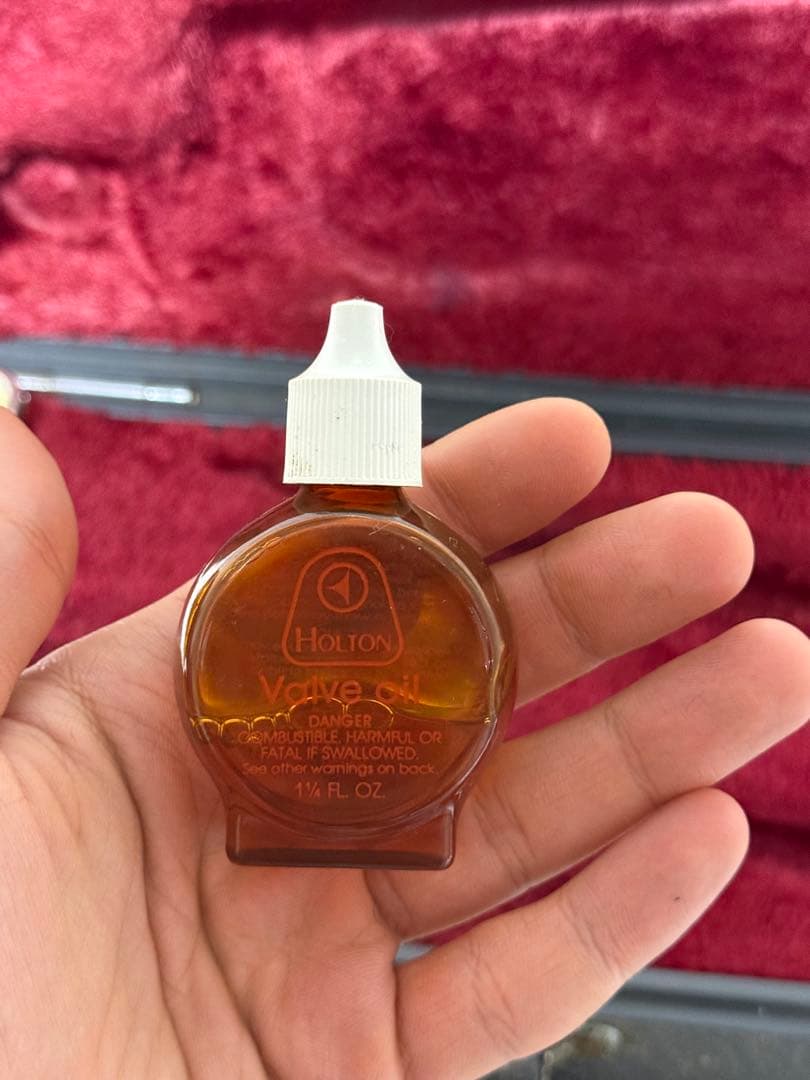 HOLTON
Valve oil
DANGER
COMBUSTIBLE, HARMFUL OR
FATAL IF SWALLOWED.
See other warnings on back.
1¼ FL. OZ.